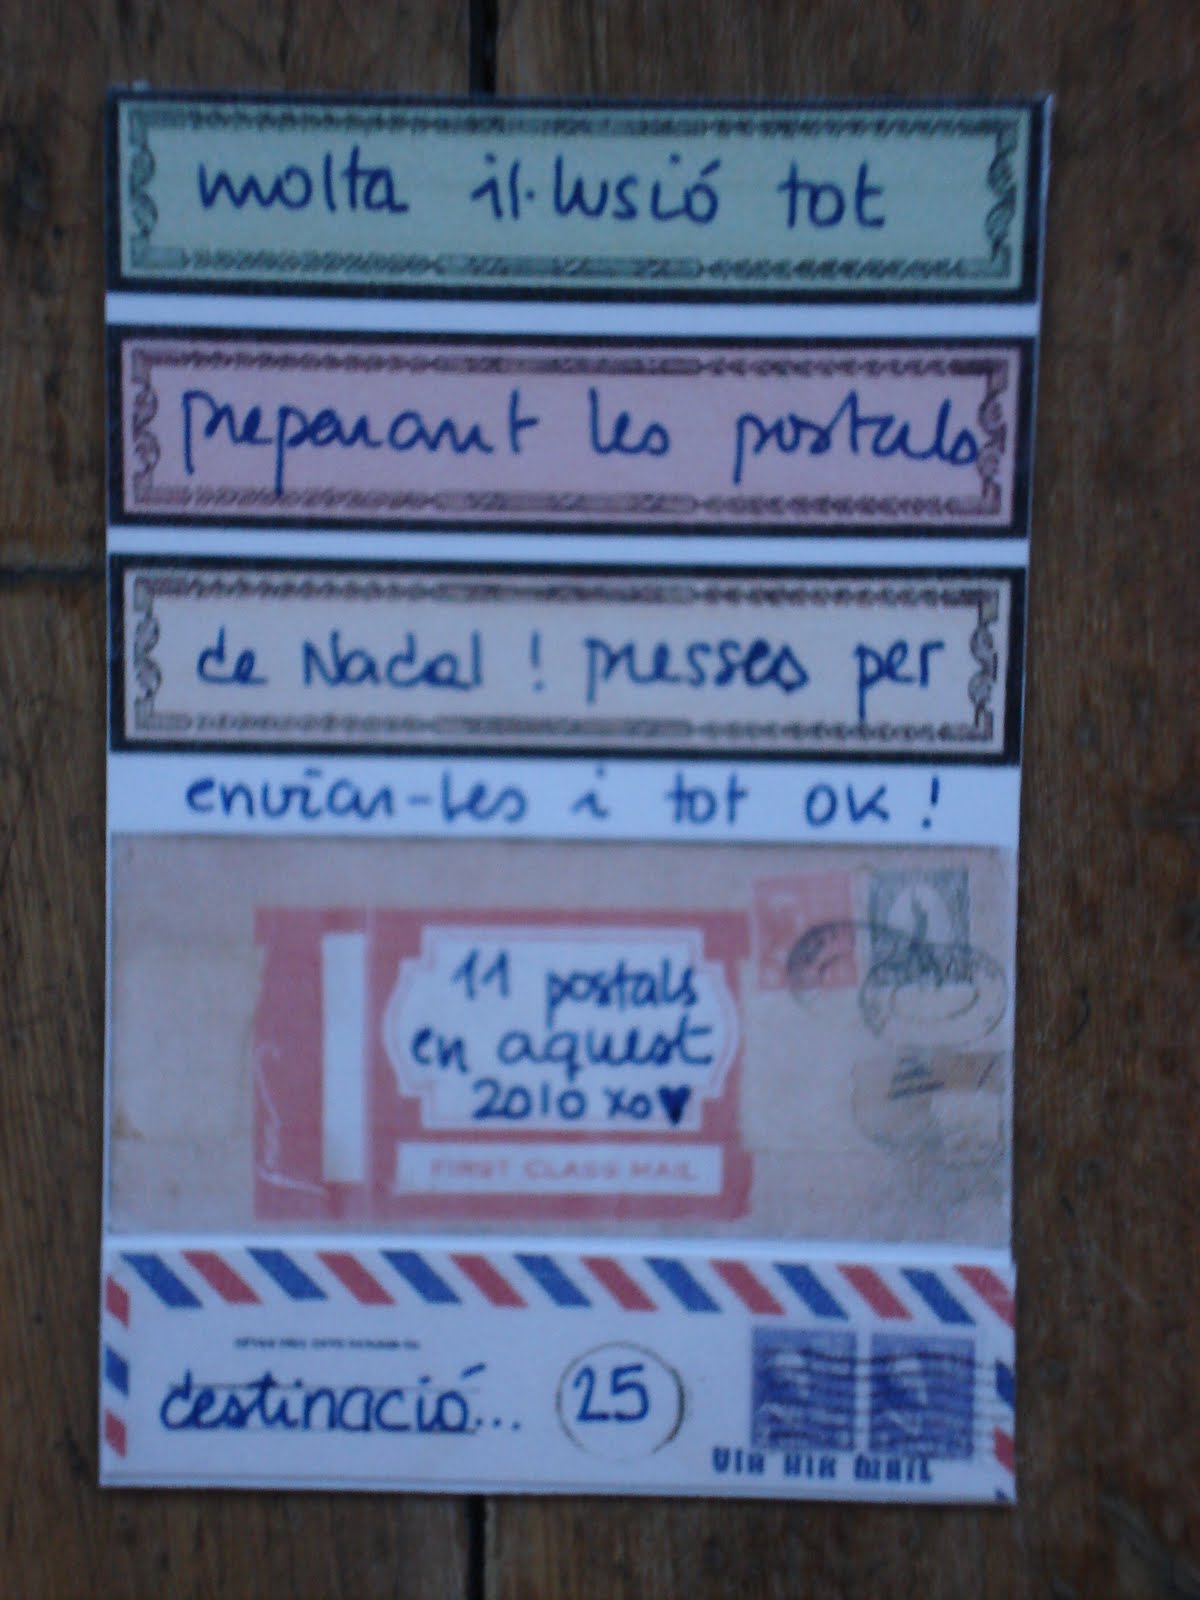 molta il·lusió tot
preparant les postals
de Nadal ! presses per
enviar-les i tot OK !
11 postals
en aquest
2010 xo♥
FIRST CLASS MAIL
destinació...
25
VIA AIR MAIL